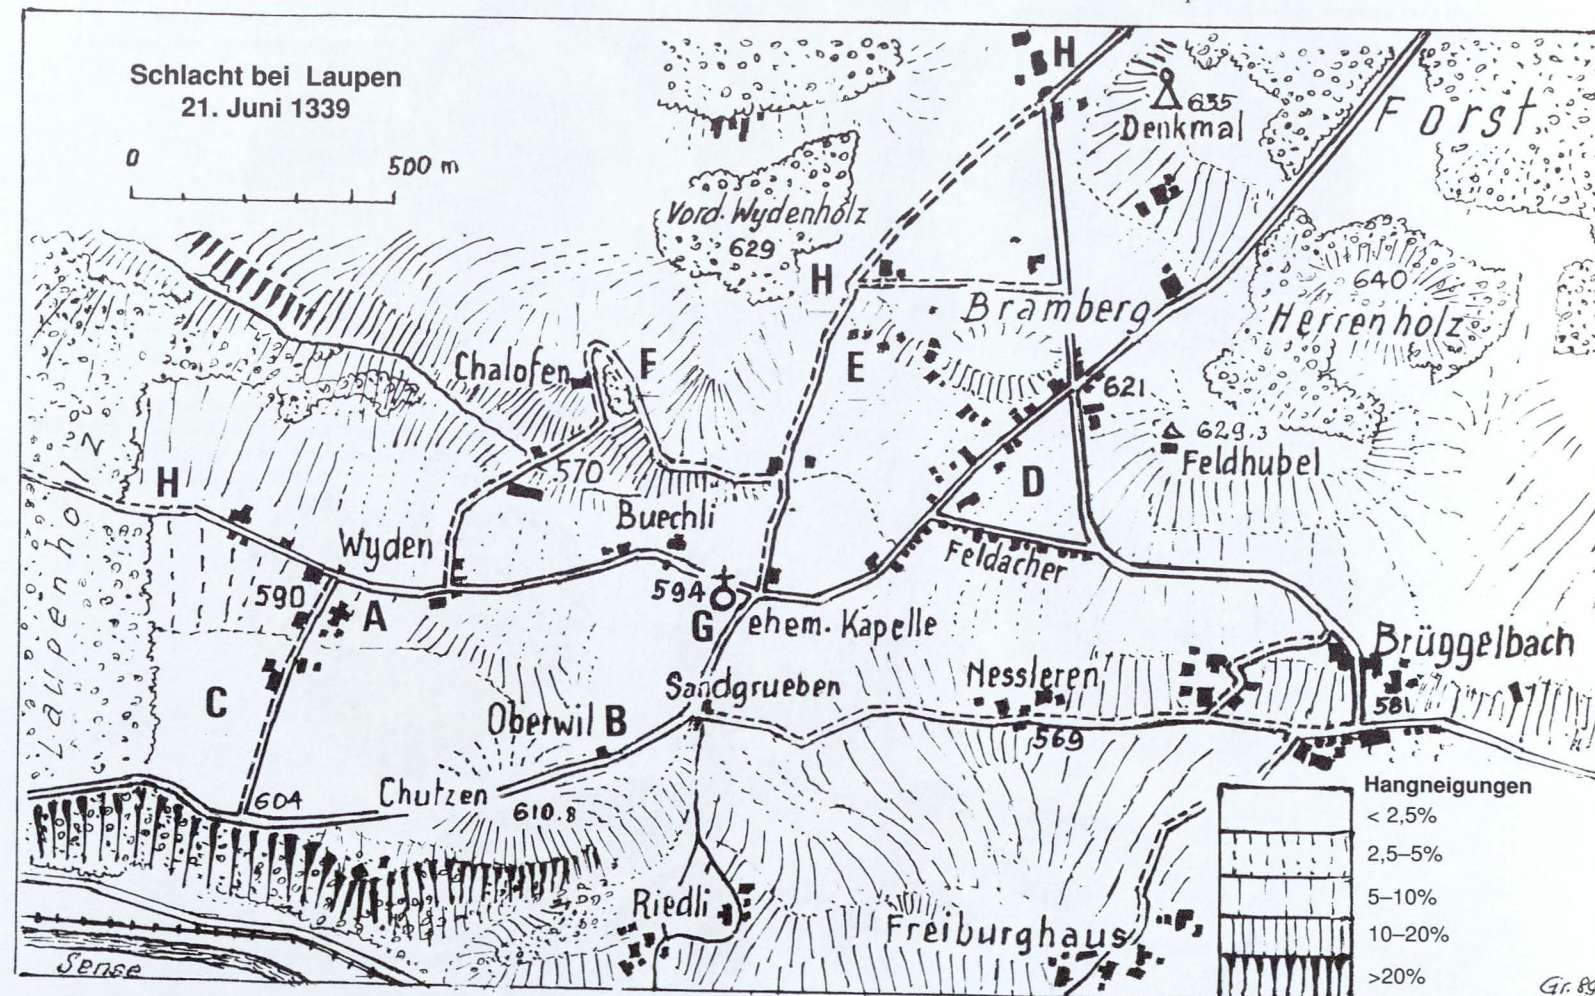 Schlacht bei Laupen
21. Juni 1339
0 500 m
H
635
Denkmal
Forst
Vord. Wydenholz
629
H
Bramberg
640
Herrenholz
Chalofen
F
E
621
629.3
Feldhubel
570
D
H
Buechli
Wyden
Feldacher
590
A
594
G
ehem. Kapelle
Laupenholz
Brüggelbach
Nessleren
Sandgrueben
C
Oberwil B
581
569
604
Chutzen
610.8
Riedli
Freiburghaus
Sense
Hangneigungen
< 2,5%
2,5–5%
5–10%
10–20%
>20%
Gr. 89